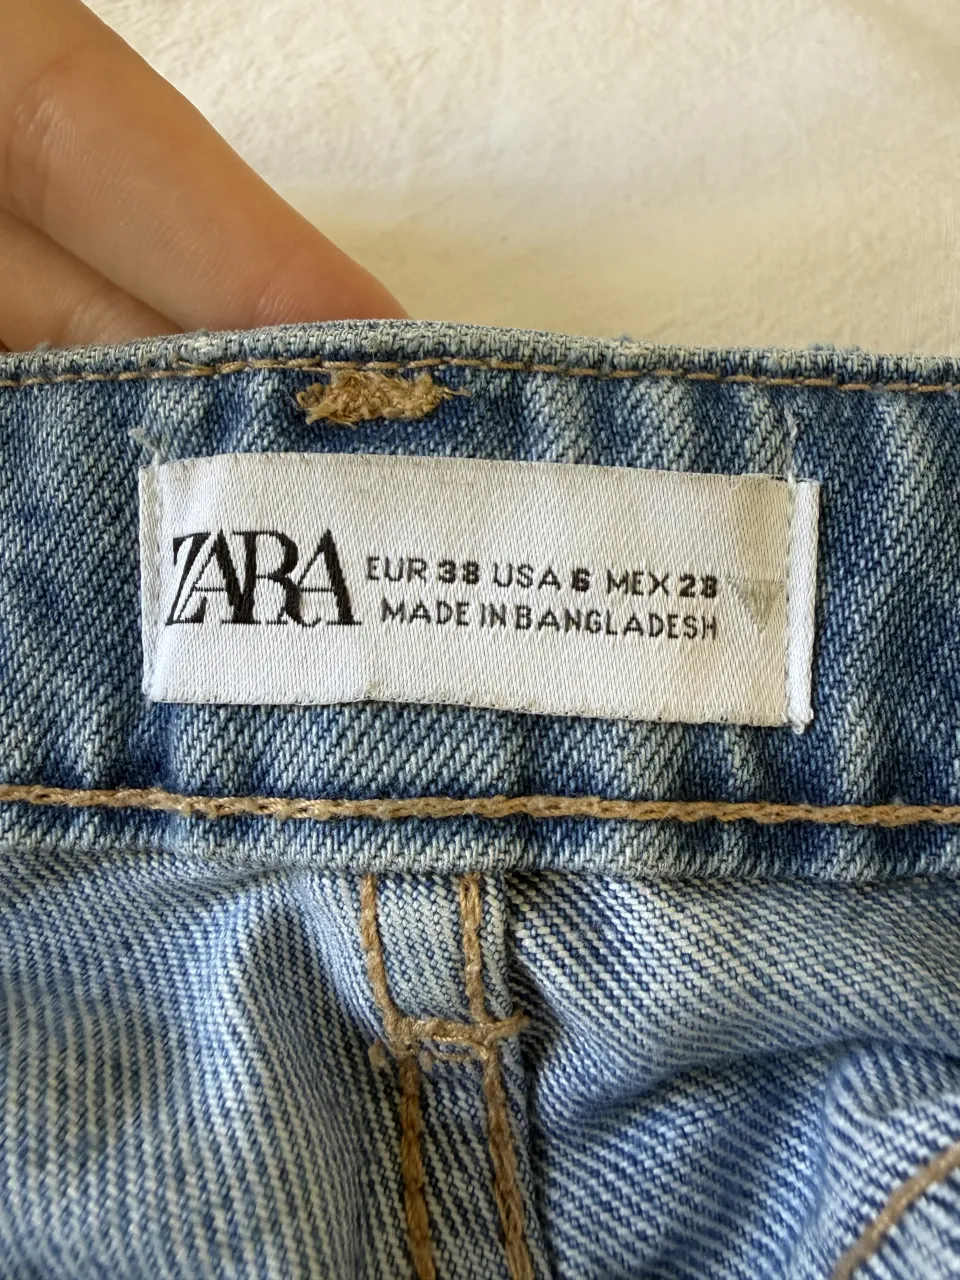 ZARA
EUR 38 USA 6 MEX 28
MADE IN BANGLADESH